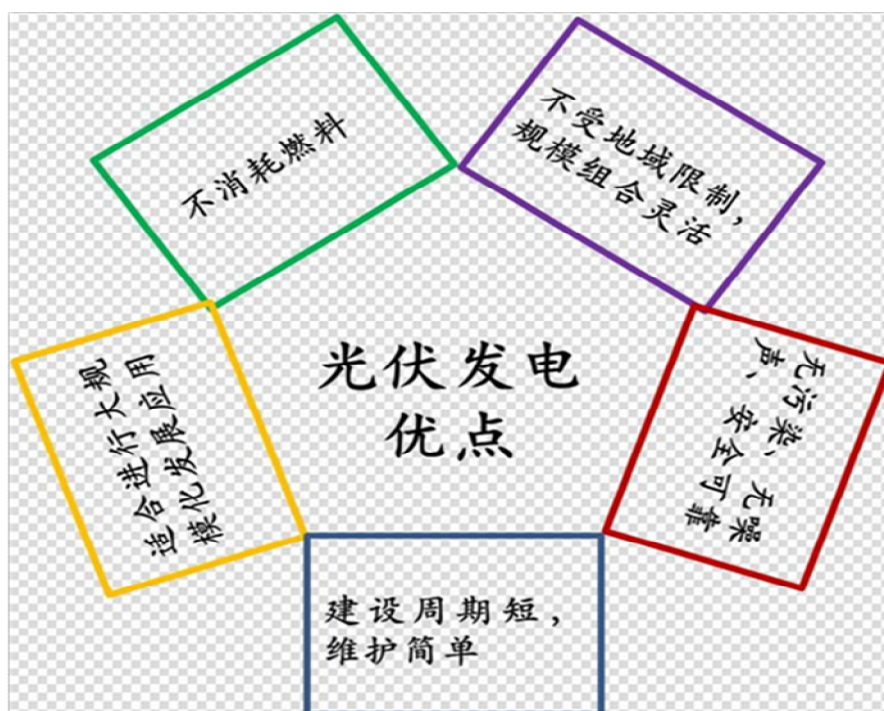 光伏发电
优点
不消耗燃料
不受地域限制，
规模组合灵活
无污染、无噪
声、安全可靠
建设周期短，
维护简单
适合进行大规
模化发展应用